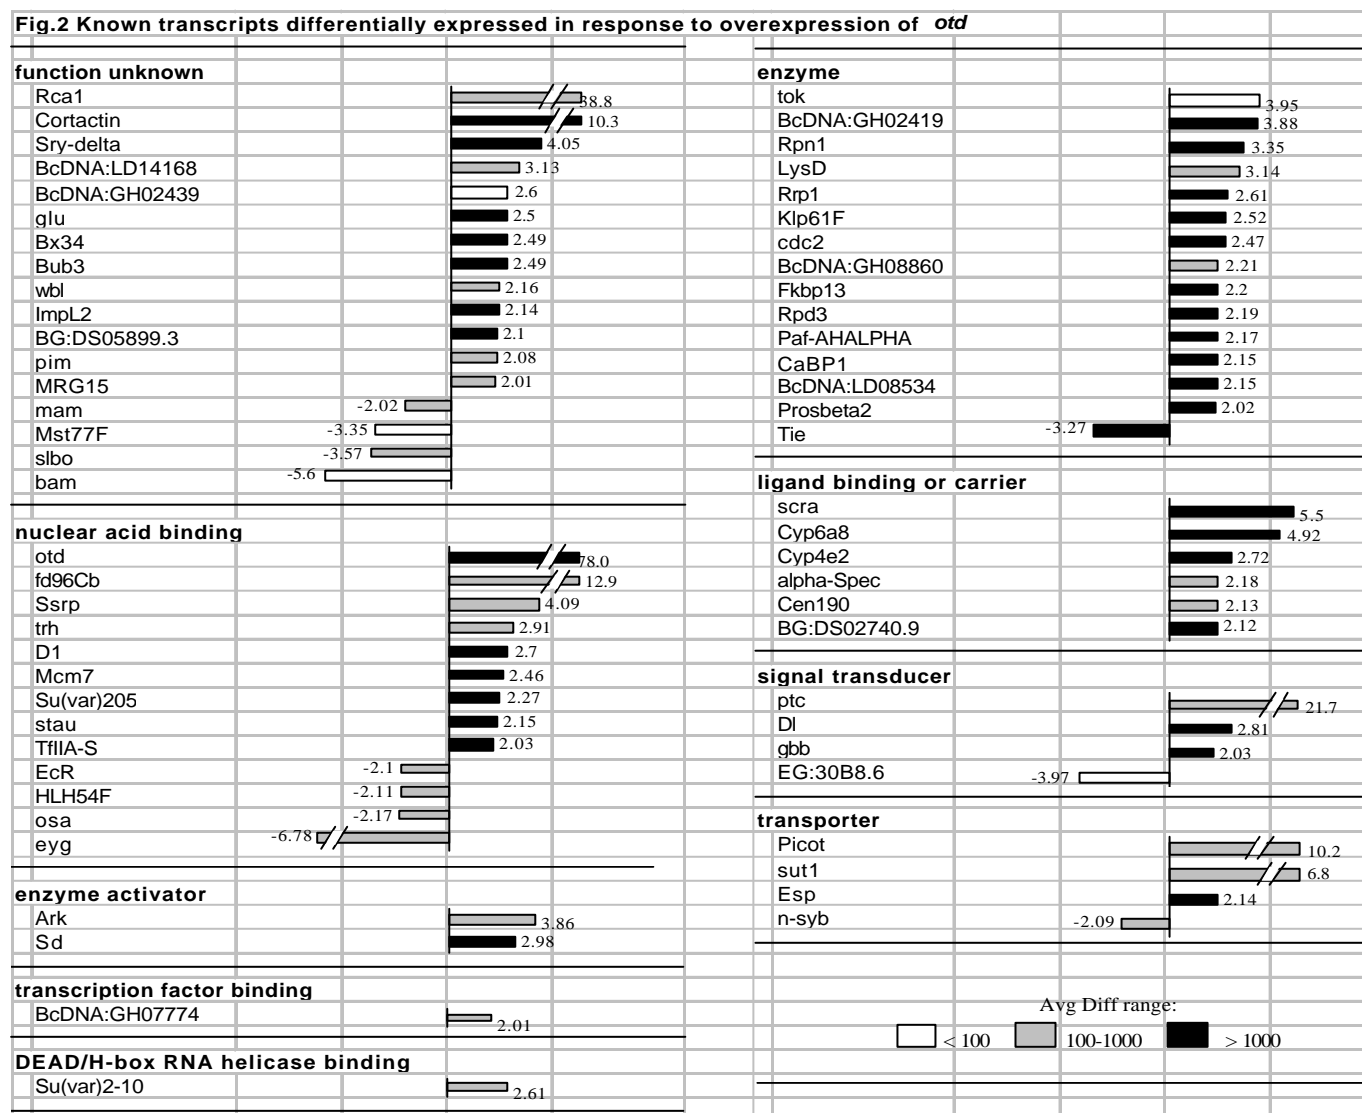 Fig.2 Known transcripts differentially expressed in response to overexpression of otd
function unknown
Rca1 38.8
Cortactin 10.3
Sry-delta 4.05
BcDNA:LD14168 3.13
BcDNA:GH02439 2.6
glu 2.5
Bx34 2.49
Bub3 2.49
wbl 2.16
ImpL2 2.14
BG:DS05899.3 2.1
pim 2.08
MRG15 2.01
mam -2.02
Mst77F -3.35
slbo -3.57
bam -5.6
nuclear acid binding
otd 78.0
fd96Cb 12.9
Ssrp 4.09
trh 2.91
D1 2.7
Mcm7 2.46
Su(var)205 2.27
stau 2.15
TfIIA-S 2.03
EcR -2.1
HLH54F -2.11
osa -2.17
eyg -6.78
enzyme activator
Ark 3.86
Sd 2.98
transcription factor binding
BcDNA:GH07774 2.01
DEAD/H-box RNA helicase binding
Su(var)2-10 2.61
enzyme
tok 3.95
BcDNA:GH02419 3.88
Rpn1 3.35
LysD 3.14
Rrp1 2.61
Klp61F 2.52
cdc2 2.47
BcDNA:GH08860 2.21
Fkbp13 2.2
Rpd3 2.19
Paf-AHALPHA 2.17
CaBP1 2.15
BcDNA:LD08534 2.15
Prosbeta2 2.02
Tie -3.27
ligand binding or carrier
scra 5.5
Cyp6a8 4.92
Cyp4e2 2.72
alpha-Spec 2.18
Cen190 2.13
BG:DS02740.9 2.12
signal transducer
ptc 21.7
Dl 2.81
gbb 2.03
EG:30B8.6 -3.97
transporter
Picot 10.2
sut1 6.8
Esp 2.14
n-syb -2.09
Avg Diff range:
< 100 100-1000 > 1000